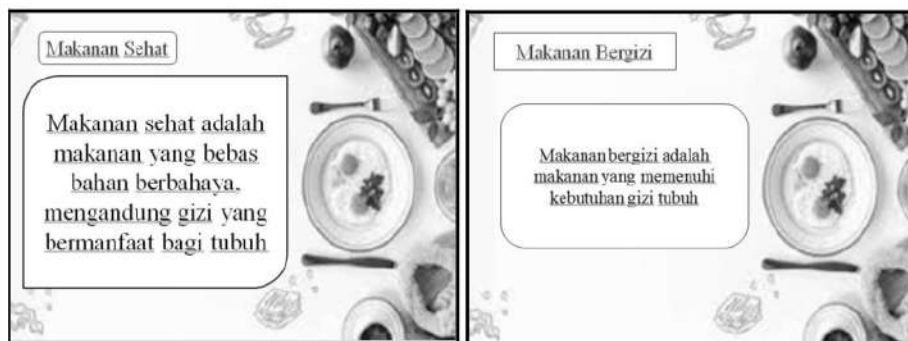 Makanan Sehat
Makanan sehat adalah
makanan yang bebas
bahan berbahaya,
mengandung gizi yang
bermanfaat bagi tubuh
Makanan Bergizi
Makanan bergizi adalah
makanan yang memenuhi
kebutuhan gizi tubuh